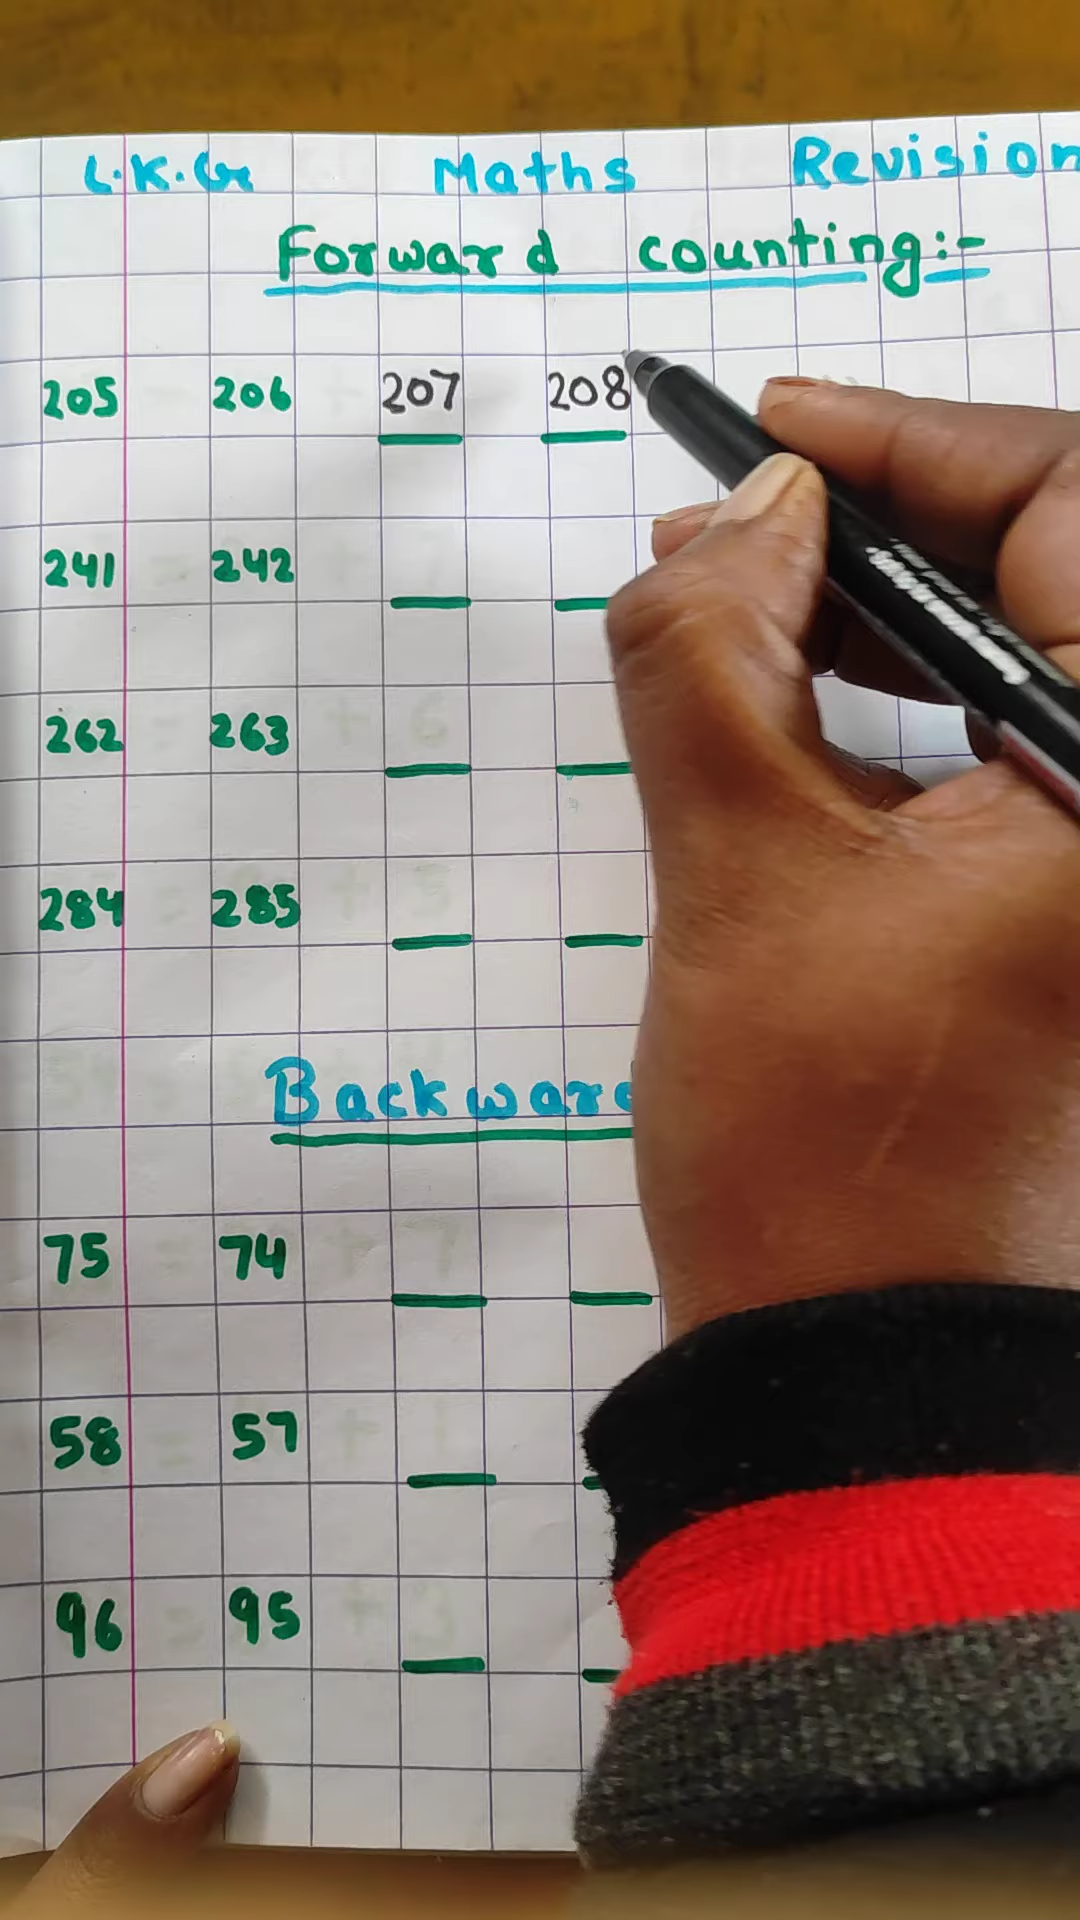 L.K.G Maths Revision
Forward counting:-
205 206 207 208
241 242
262 263
284 285
75 74
58 57
96 95